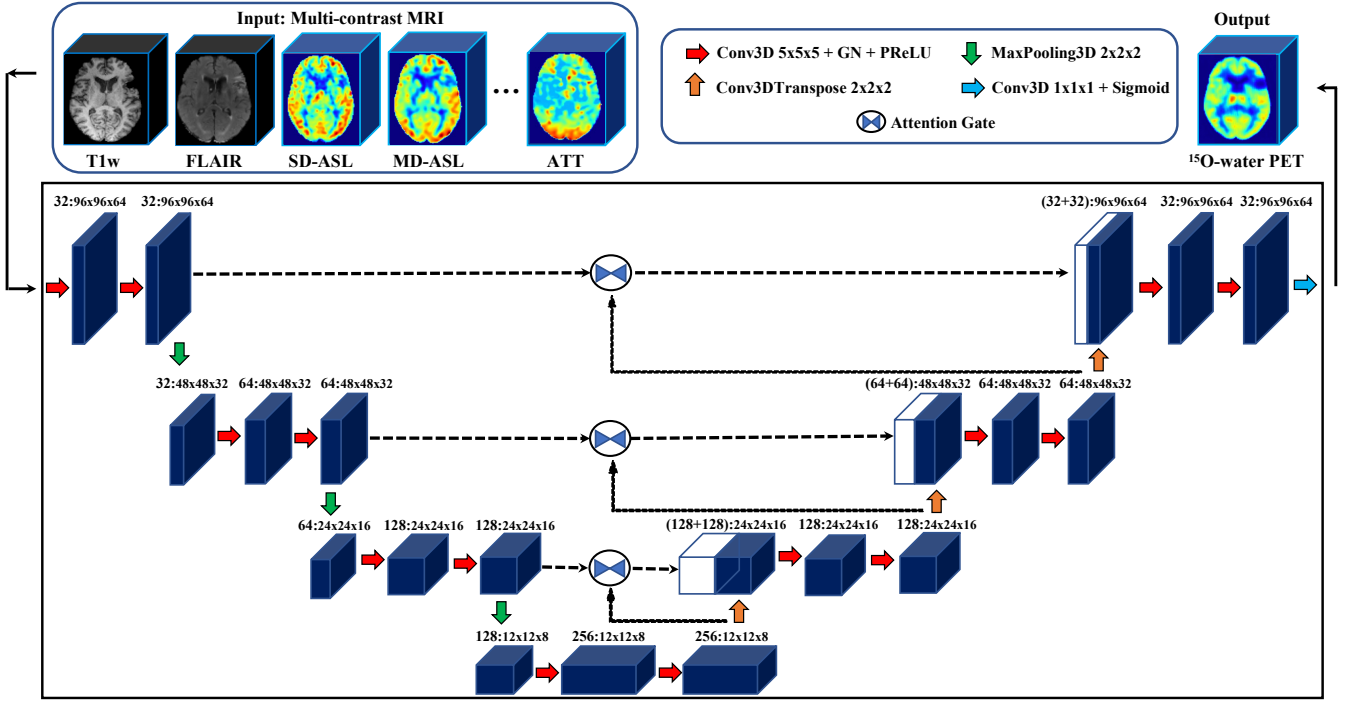 Input: Multi-contrast MRI
T1w
FLAIR
SD-ASL
MD-ASL
...
ATT
Conv3D 5x5x5 + GN + PReLU
MaxPooling3D 2x2x2
Conv3DTranspose 2x2x2
Conv3D 1x1x1 + Sigmoid
Attention Gate
Output
¹⁵O-water PET
32:96x96x64
32:96x96x64
(32+32):96x96x64
32:96x96x64
32:96x96x64
32:48x48x32
64:48x48x32
64:48x48x32
(64+64):48x48x32
64:48x48x32
64:48x48x32
64:24x24x16
128:24x24x16
128:24x24x16
(128+128):24x24x16
128:24x24x16
128:24x24x16
128:12x12x8
256:12x12x8
256:12x12x8